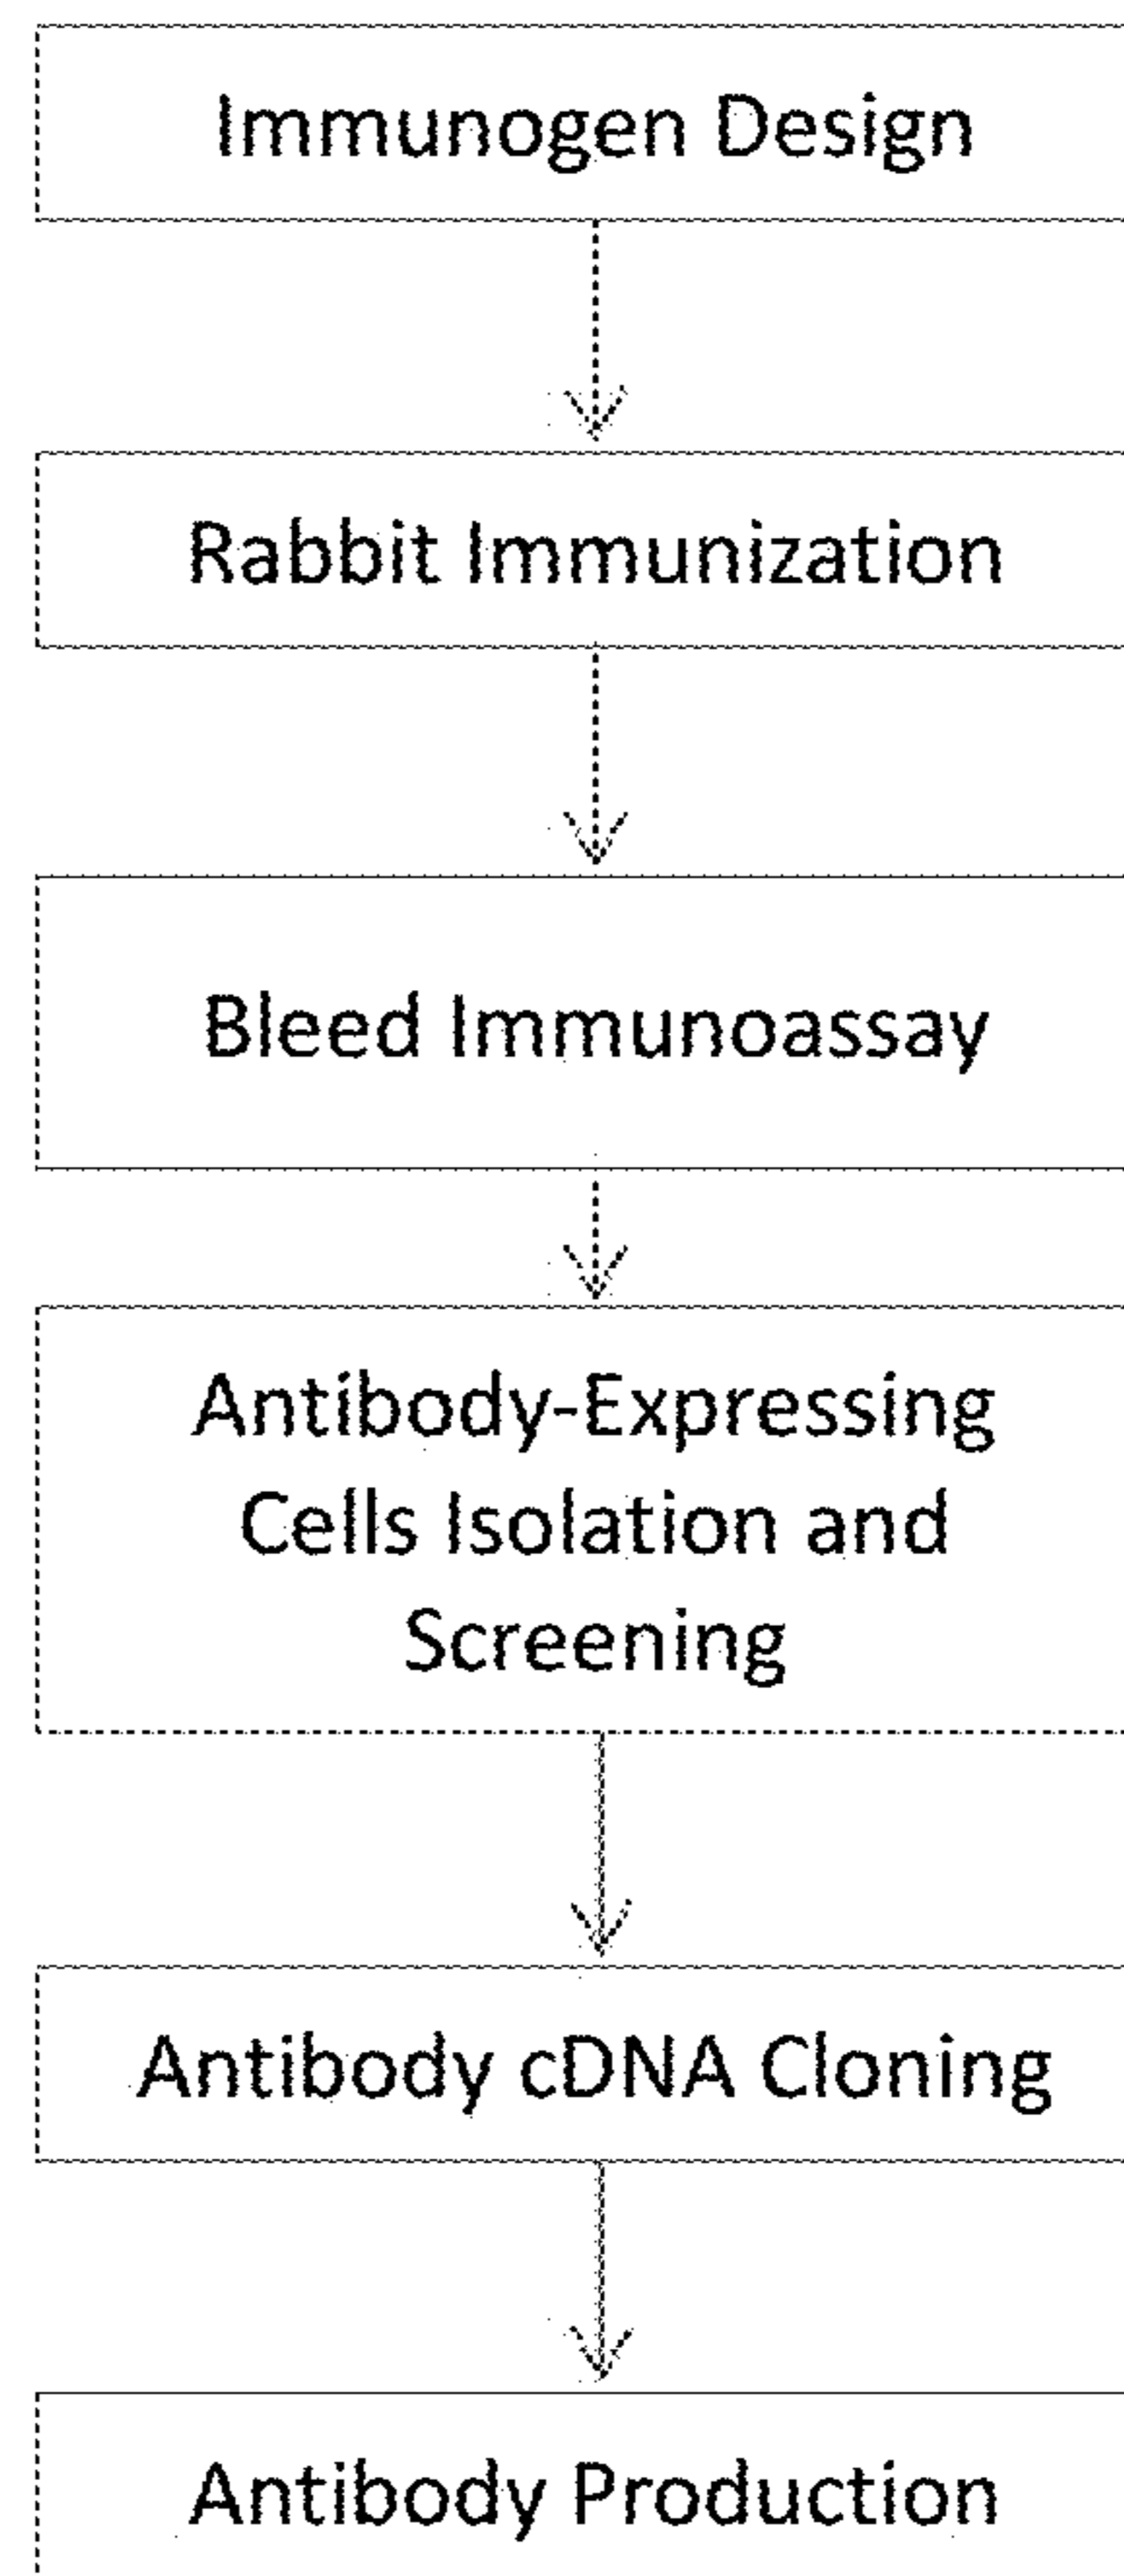 Immunogen Design
Rabbit Immunization
Bleed Immunoassay
Antibody-Expressing
Cells Isolation and
Screening
Antibody cDNA Cloning
Antibody Production